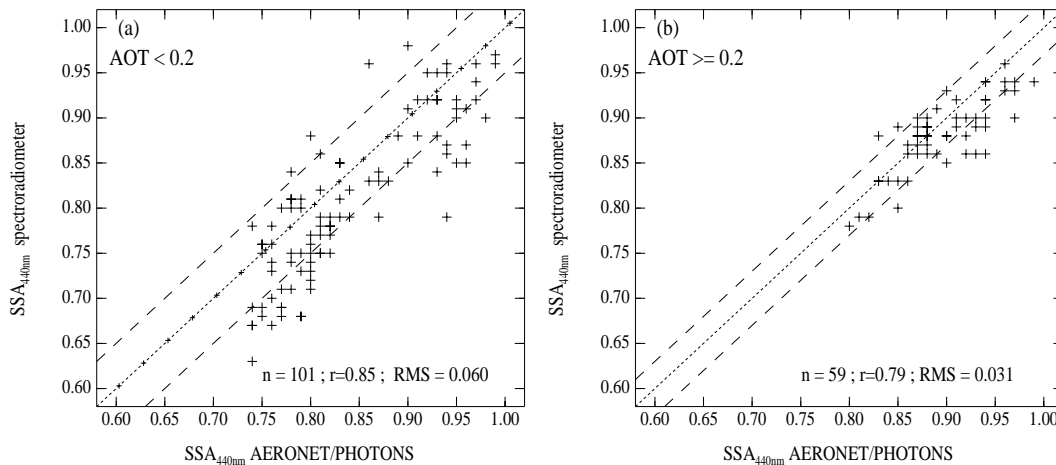 (a)
AOT < 0.2
1.00
0.95
0.90
0.85
0.80
0.75
0.70
0.65
0.60
SSA440nm spectroradiometer
n = 101 ; r=0.85 ; RMS = 0.060
0.60 0.65 0.70 0.75 0.80 0.85 0.90 0.95 1.00
SSA440nm AERONET/PHOTONS
(b)
AOT >= 0.2
1.00
0.95
0.90
0.85
0.80
0.75
0.70
0.65
0.60
SSA440nm spectroradiometer
n = 59 ; r=0.79 ; RMS = 0.031
0.60 0.65 0.70 0.75 0.80 0.85 0.90 0.95 1.00
SSA440nm AERONET/PHOTONS